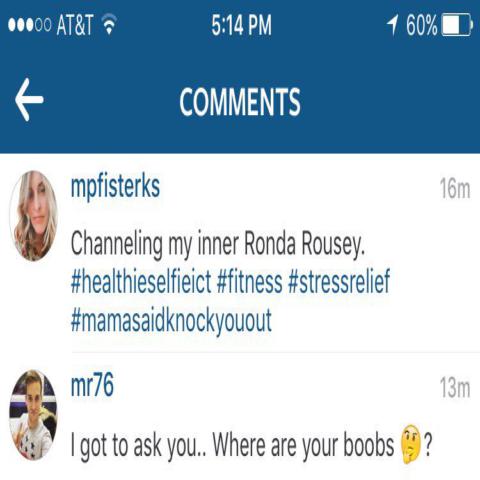 AT&T 5:14 PM 60%
COMMENTS
mpfisterks 16m
Channeling my inner Ronda Rousey.
#healthieselfieict #fitness #stressrelief
#mamasaidknockyouout
mr76 13m
I got to ask you.. Where are your boobs 🤔?